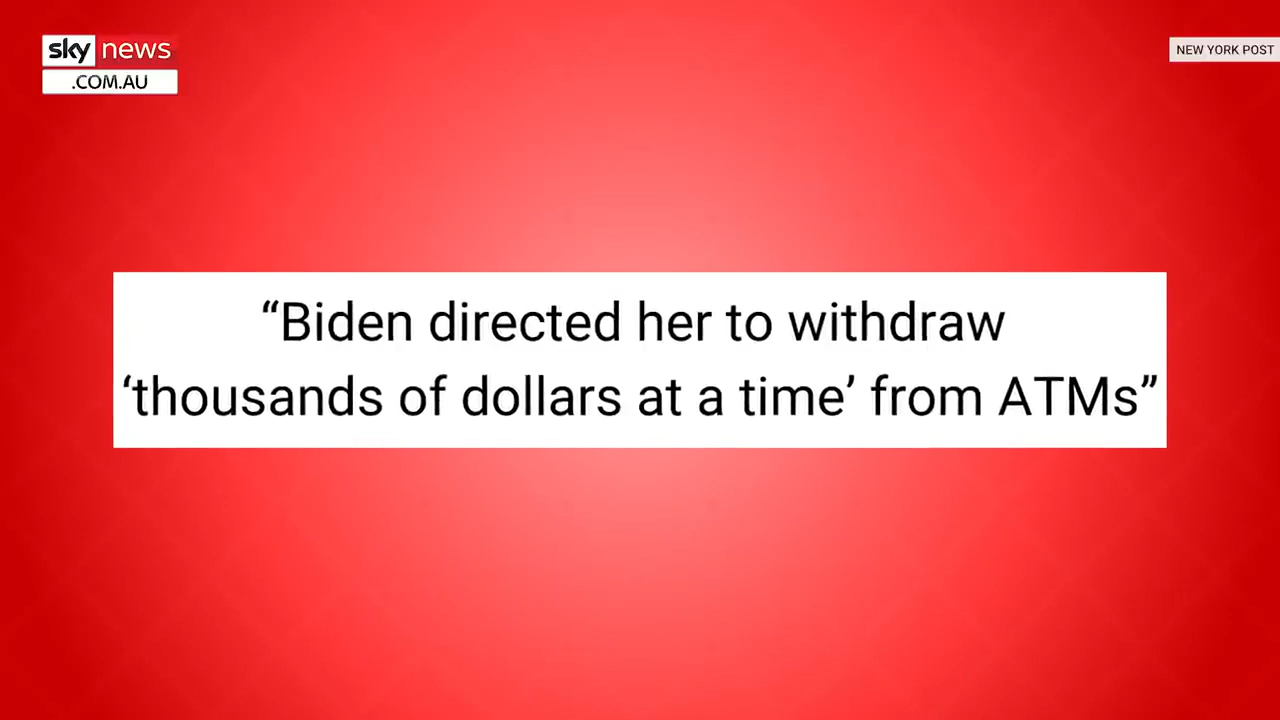 sky news
.COM.AU
NEW YORK POST
“Biden directed her to withdraw
‘thousands of dollars at a time’ from ATMs”